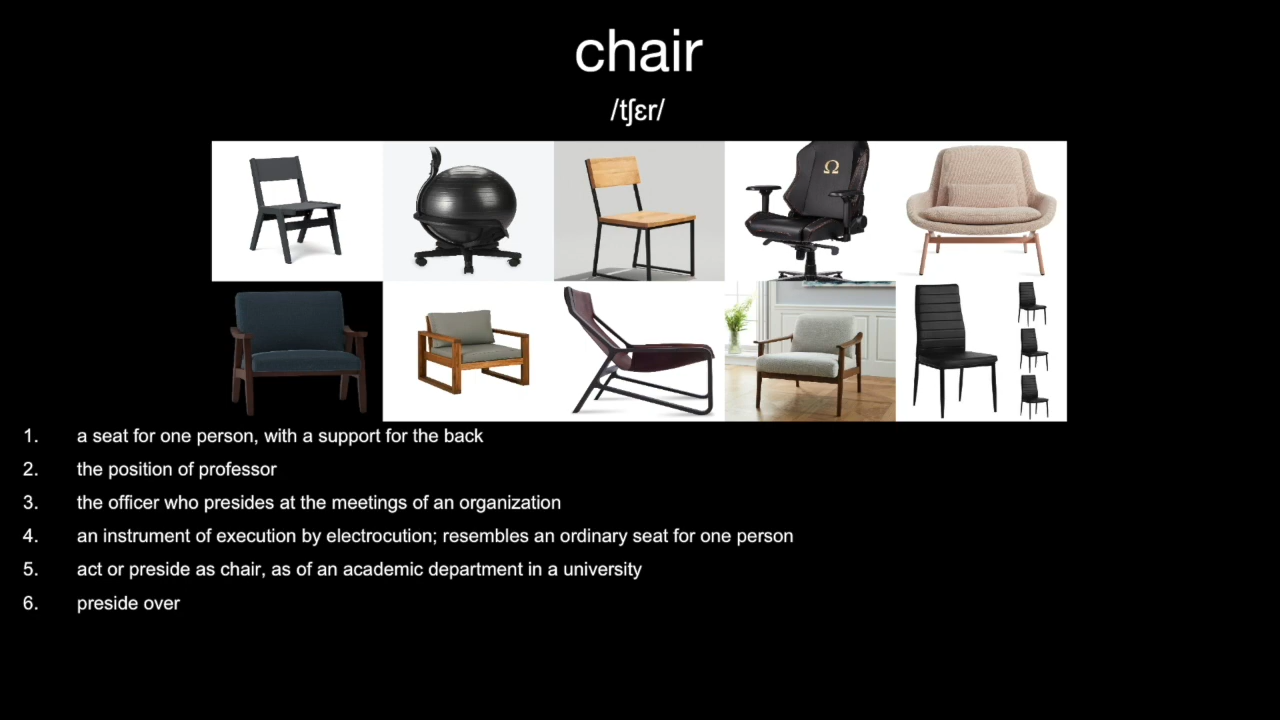 chair
/tʃɛr/
1. a seat for one person, with a support for the back
2. the position of professor
3. the officer who presides at the meetings of an organization
4. an instrument of execution by electrocution; resembles an ordinary seat for one person
5. act or preside as chair, as of an academic department in a university
6. preside over